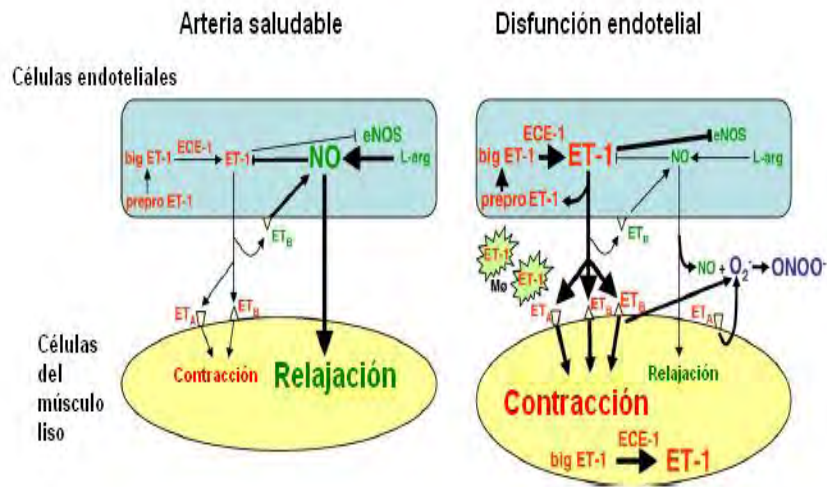 Arteria saludable
Disfunción endotelial
Células endoteliales
eNOS
big ET-1
ECE-1
ET-1
NO
L-arg
prepro ET-1
ET_B
ET_A
ET_B
Células
del
músculo
liso
Contracción
Relajación
ECE-1
eNOS
big ET-1
ET-1
NO
L-arg
prepro ET-1
ET_B
ET-1
Mø
ET-1
NO + O2·- → ONOO-
ET_A
ET_B
ET_B
ET_A
Relajación
Contracción
ECE-1
big ET-1
ET-1